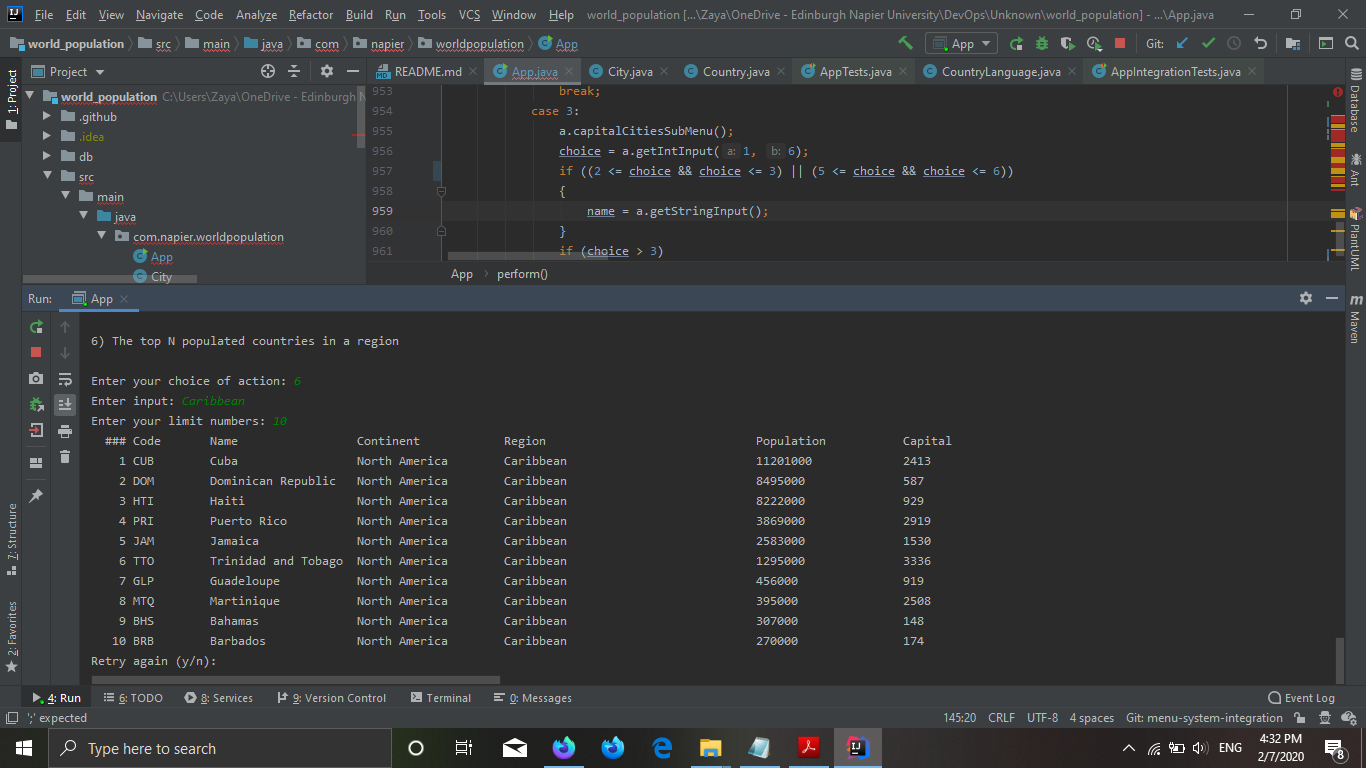 File Edit View Navigate Code Analyze Refactor Build Run Tools VCS Window Help world_population [...\Zaya\OneDrive - Edinburgh Napier University\DevOps\Unknown\world_population] - ...\App.java
world_population src main java com napier worldpopulation App App Git:
1: Project
Project
README.md App.java City.java Country.java AppTests.java CountryLanguage.java AppIntegrationTests.java
world_population C:\Users\Zaya\OneDrive - Edinburgh N
.github
.idea
db
src
main
java
com.napier.worldpopulation
App
City
953 break;
954 case 3:
955 a.capitalCitiesSubMenu();
956 choice = a.getIntInput( a: 1, b: 6);
957 if ((2 <= choice && choice <= 3) || (5 <= choice && choice <= 6))
958 {
959 name = a.getStringInput();
960 }
961 if (choice > 3)
App perform()
Database
Ant
PlantUML
Maven
Run: App
6) The top N populated countries in a region
Enter your choice of action: 6
Enter input: Caribbean
Enter your limit numbers: 10
### Code Name Continent Region Population Capital
1 CUB Cuba North America Caribbean 11201000 2413
2 DOM Dominican Republic North America Caribbean 8495000 587
3 HTI Haiti North America Caribbean 8222000 929
4 PRI Puerto Rico North America Caribbean 3869000 2919
5 JAM Jamaica North America Caribbean 2583000 1530
6 TTO Trinidad and Tobago North America Caribbean 1295000 3336
7 GLP Guadeloupe North America Caribbean 456000 919
8 MTQ Martinique North America Caribbean 395000 2508
9 BHS Bahamas North America Caribbean 307000 148
10 BRB Barbados North America Caribbean 270000 174
Retry again (y/n):
7: Structure
2: Favorites
4: Run 6: TODO 8: Services 9: Version Control Terminal 0: Messages Event Log
';' expected 145:20 CRLF UTF-8 4 spaces Git: menu-system-integration
Type here to search
ENG
4:32 PM
2/7/2020
8